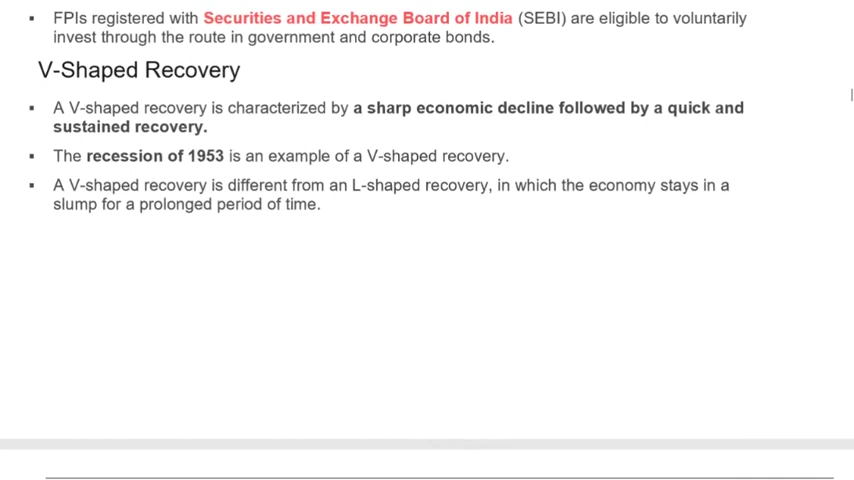 ▪ FPIs registered with Securities and Exchange Board of India (SEBI) are eligible to voluntarily
invest through the route in government and corporate bonds.
V-Shaped Recovery
▪ A V-shaped recovery is characterized by a sharp economic decline followed by a quick and
sustained recovery.
▪ The recession of 1953 is an example of a V-shaped recovery.
▪ A V-shaped recovery is different from an L-shaped recovery, in which the economy stays in a
slump for a prolonged period of time.